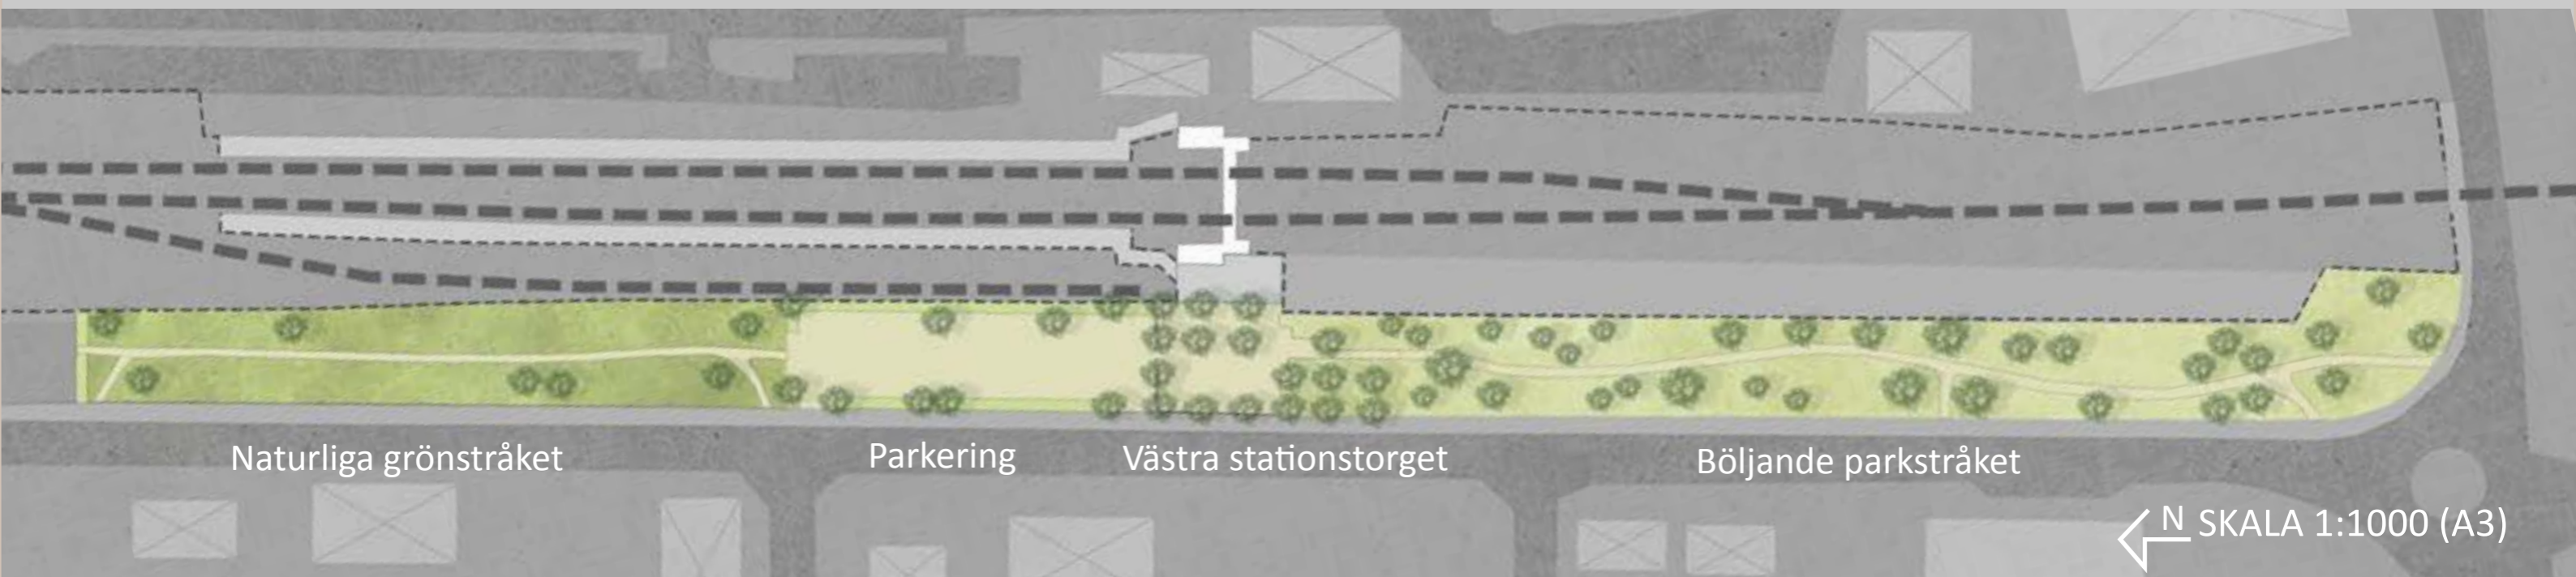 Naturliga grönstråket
Parkering
Västra stationstorget
Böljande parkstråket
N SKALA 1:1000 (A3)